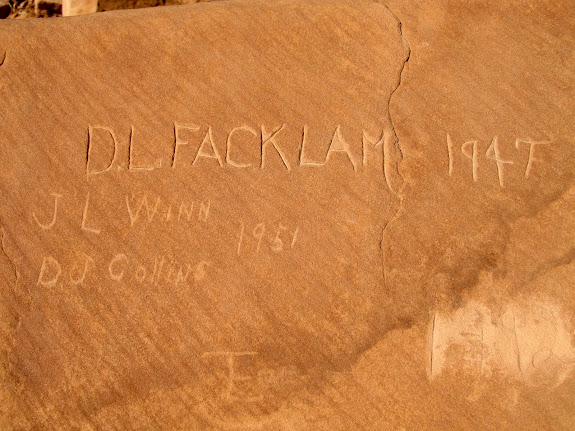 D.L. FACKLAM 1947
J L WINN
1951
D J Collins
E